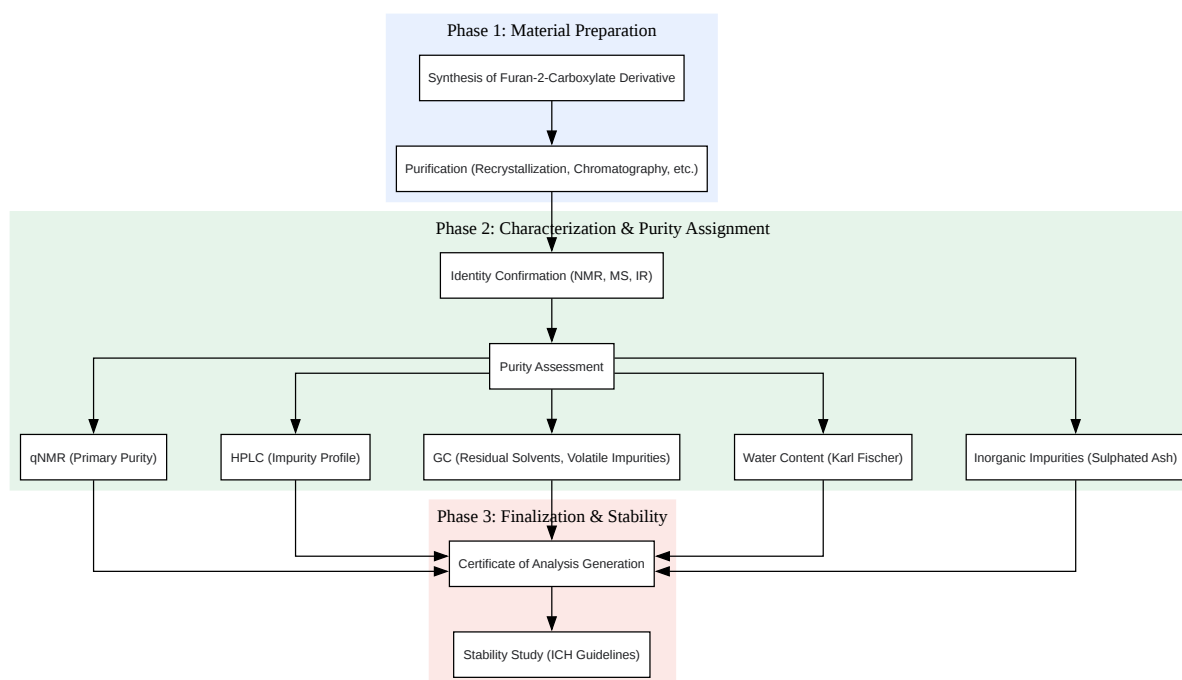 Phase 1: Material Preparation
Synthesis of Furan-2-Carboxylate Derivative
Purification (Recrystallization, Chromatography, etc.)
Phase 2: Characterization & Purity Assignment
Identity Confirmation (NMR, MS, IR)
Purity Assessment
qNMR (Primary Purity)
HPLC (Impurity Profile)
GC (Residual Solvents, Volatile Impurities)
Water Content (Karl Fischer)
Inorganic Impurities (Sulphated Ash)
Phase 3: Finalization & Stability
Certificate of Analysis Generation
Stability Study (ICH Guidelines)